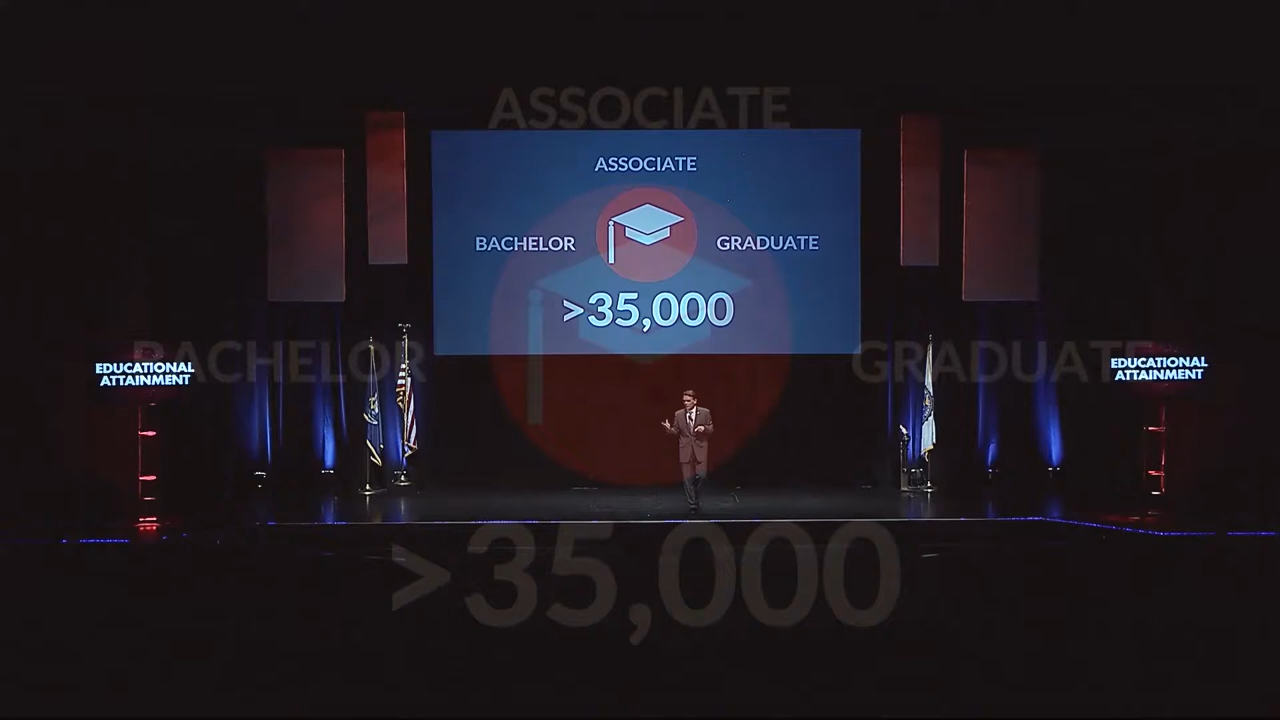 ASSOCIATE
ASSOCIATE
BACHELOR
GRADUATE
>35,000
BACHELOR
GRADUATE
EDUCATIONAL
ATTAINMENT
EDUCATIONAL
ATTAINMENT
>35,000